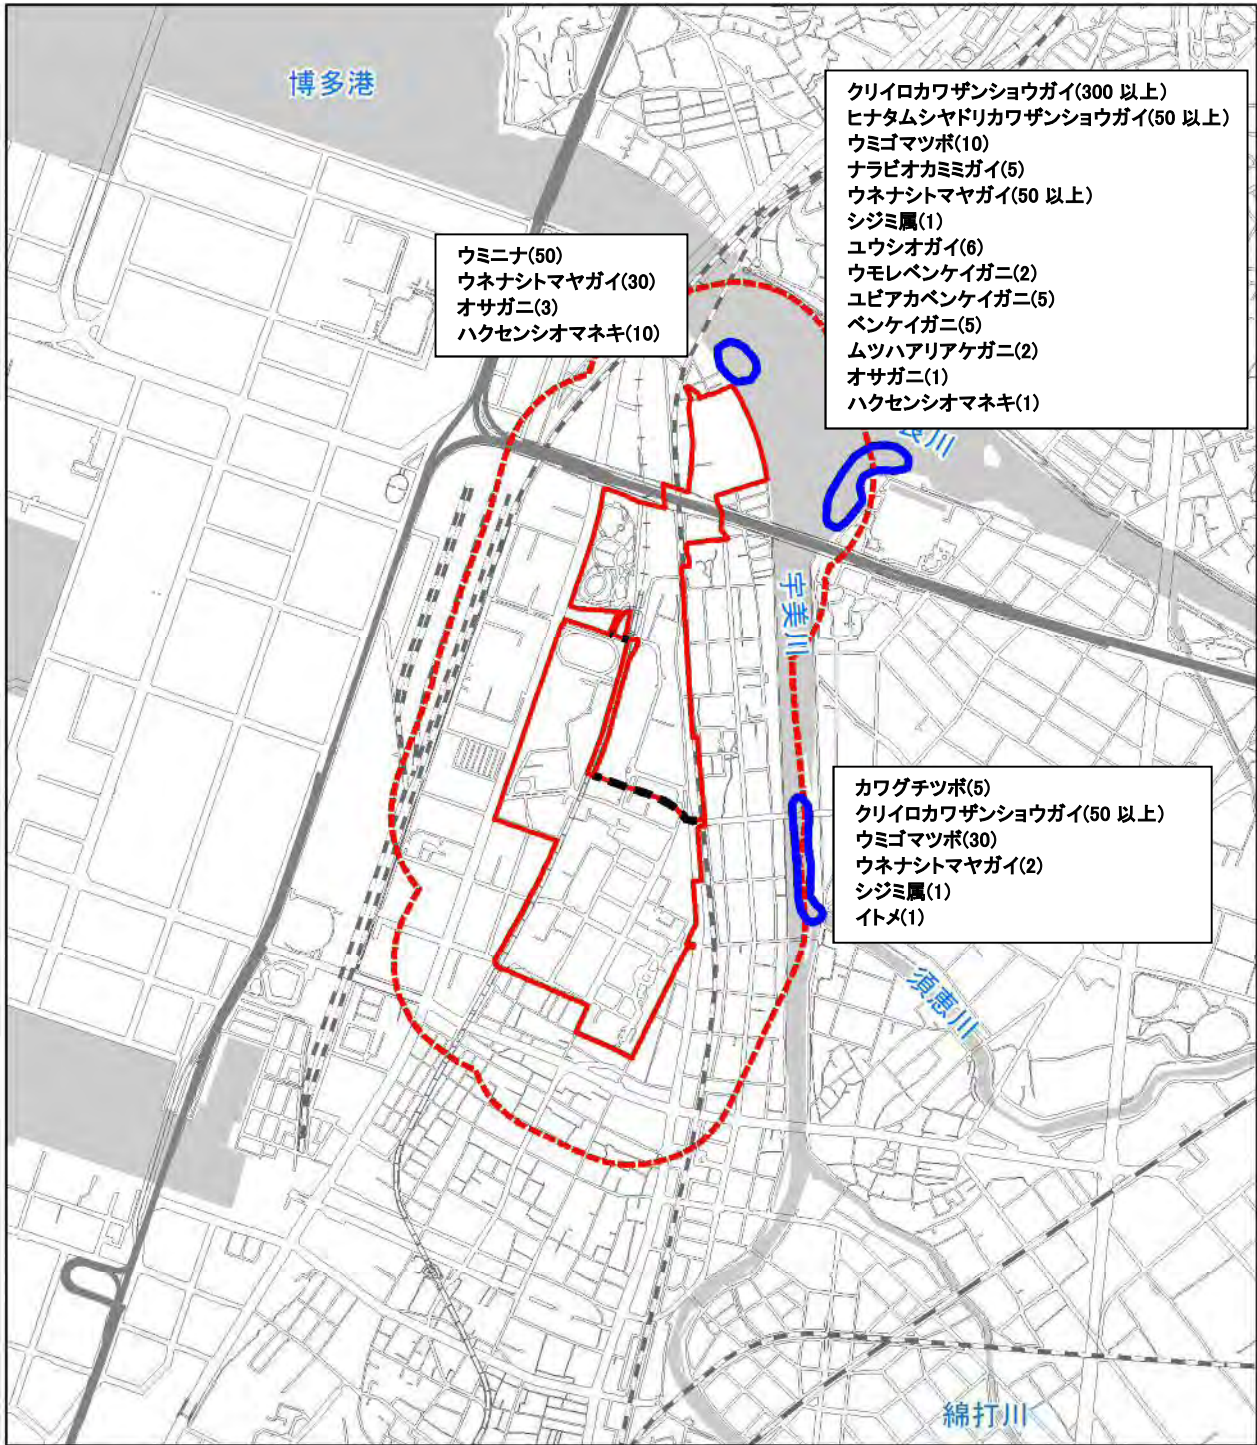 博多港
クリイロカワザンショウガイ(300 以上)
ヒナタムシヤドリカワザンショウガイ(50 以上)
ウミゴマツボ(10)
ナラビオカミミガイ(5)
ウネナシトマヤガイ(50 以上)
シジミ属(1)
ユウシオガイ(6)
ウモレベンケイガニ(2)
ユビアカベンケイガニ(5)
ベンケイガニ(5)
ムツハアリアケガニ(2)
オサガニ(1)
ハクセンシオマネキ(1)
ウミニナ(50)
ウネナシトマヤガイ(30)
オサガニ(3)
ハクセンシオマネキ(10)
良川
宇美川
カワグチツボ(5)
クリイロカワザンショウガイ(50 以上)
ウミゴマツボ(30)
ウネナシトマヤガイ(2)
シジミ属(1)
イトメ(1)
須恵川
綿打川